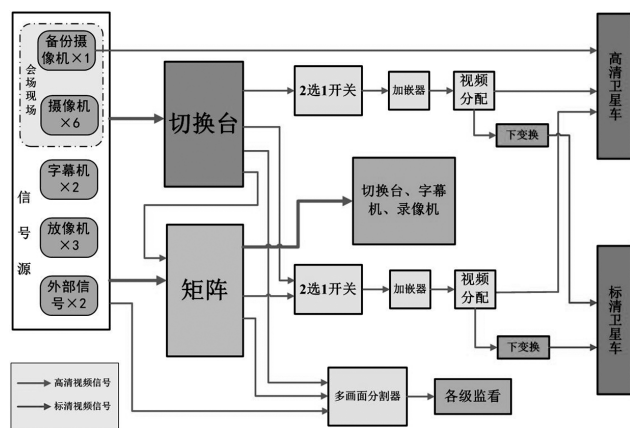 会场现场
备份摄
像机×1
摄像机
×6
字幕机
×2
放像机
×3
外部信
号×2
信号源
切换台
矩阵
2选1开关
加嵌器
视频
分配
下变换
切换台、字幕
机、录像机
2选1开关
加嵌器
视频
分配
下变换
多画面分割器
各级监看
高清卫星车
标清卫星车
高清视频信号
标清视频信号